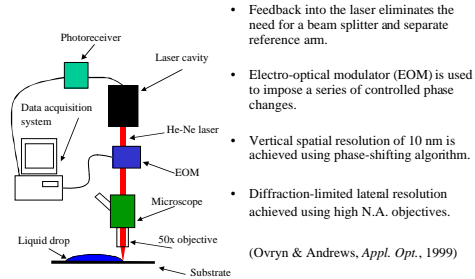 Photoreceiver
Laser cavity
Data acquisition
system
He-Ne laser
EOM
Microscope
50x objective
Liquid drop
Substrate
• Feedback into the laser eliminates the
need for a beam splitter and separate
reference arm.
• Electro-optical modulator (EOM) is used
to impose a series of controlled phase
changes.
• Vertical spatial resolution of 10 nm is
achieved using phase-shifting algorithm.
• Diffraction-limited lateral resolution
achieved using high N.A. objectives.
(Ovryn & Andrews, Appl. Opt., 1999)